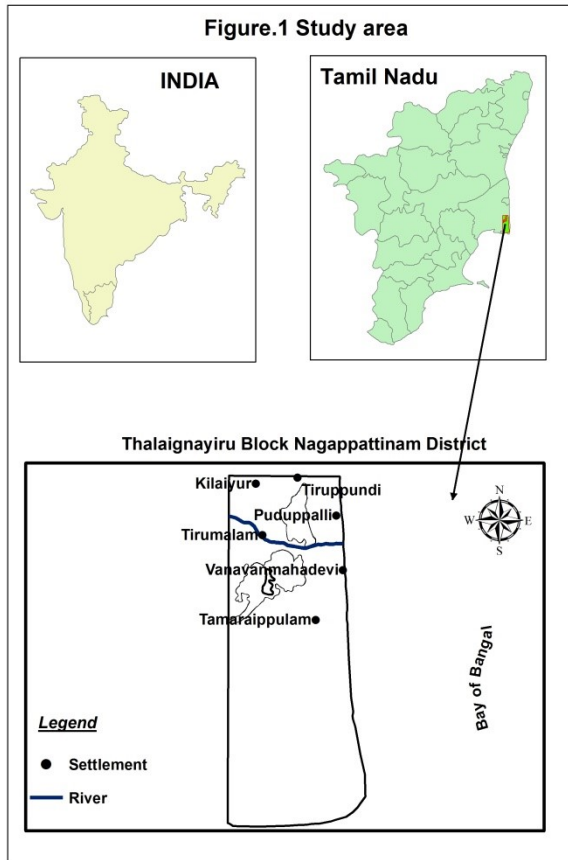 Figure.1 Study area
INDIA
Tamil Nadu
Thalaignayiru Block Nagappattinam District
Kilaiyur
Tiruppundi
Puduppalli
Tirumalam
Vanavanmahadevi
Tamaraippulam
N
W
E
S
Bay of Bangal
Legend
Settlement
River